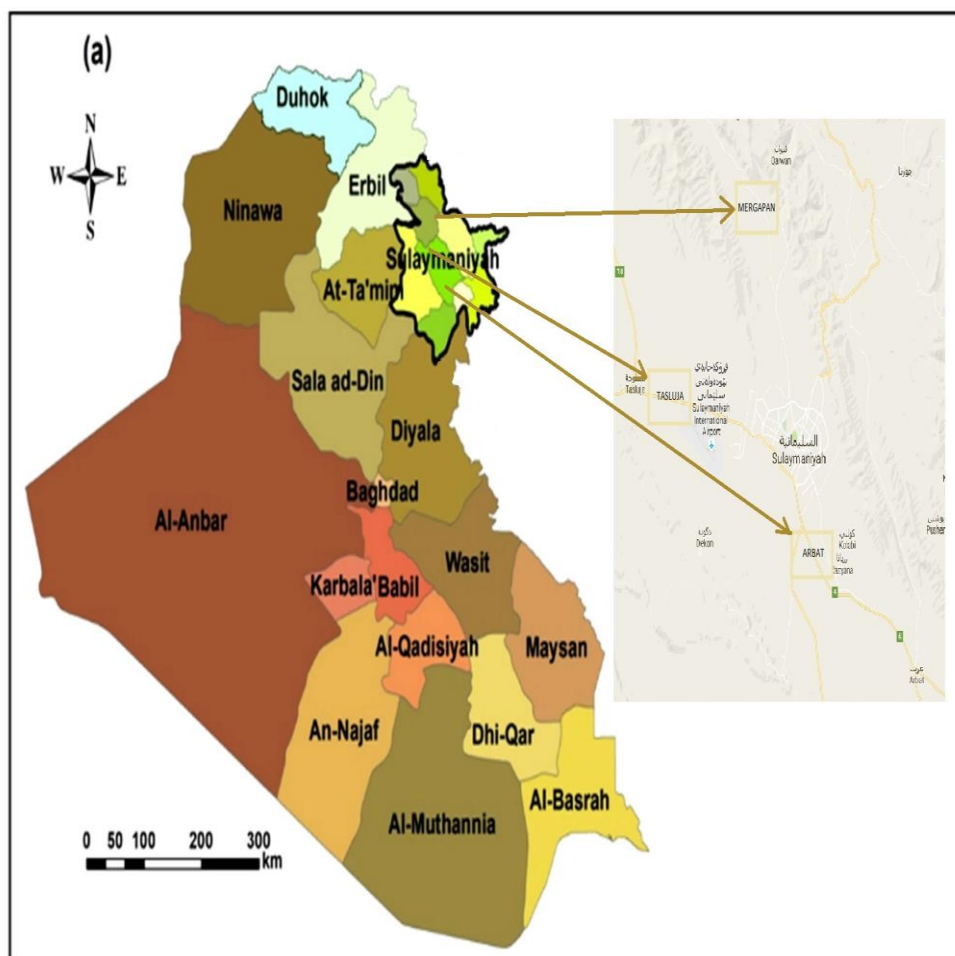 (a)
N
W
E
S
Duhok
Erbil
Ninawa
Sulaymaniyah
At-Ta'mim
Sala ad-Din
Diyala
Baghdad
Al-Anbar
Wasit
Karbala'
Babil
Al-Qadisiyah
Maysan
An-Najaf
Dhi-Qar
Al-Basrah
Al-Muthannia
0 50 100 200 300
km
Qarwan
MERGAPAN
Tasluja
TASLUJA
Sulaymaniyah
International
Airport
السليمانية
Sulaymaniyah
Dekon
ARBAT
4
4